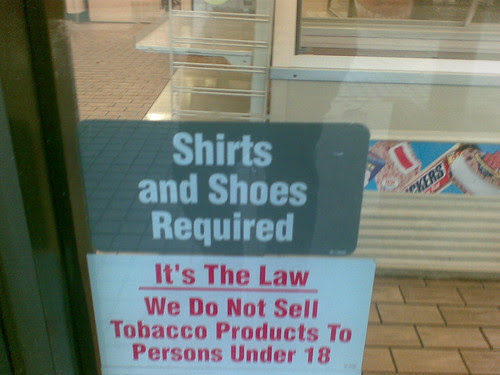 Shirts
and Shoes
Required
It's The Law
We Do Not Sell
Tobacco Products To
Persons Under 18